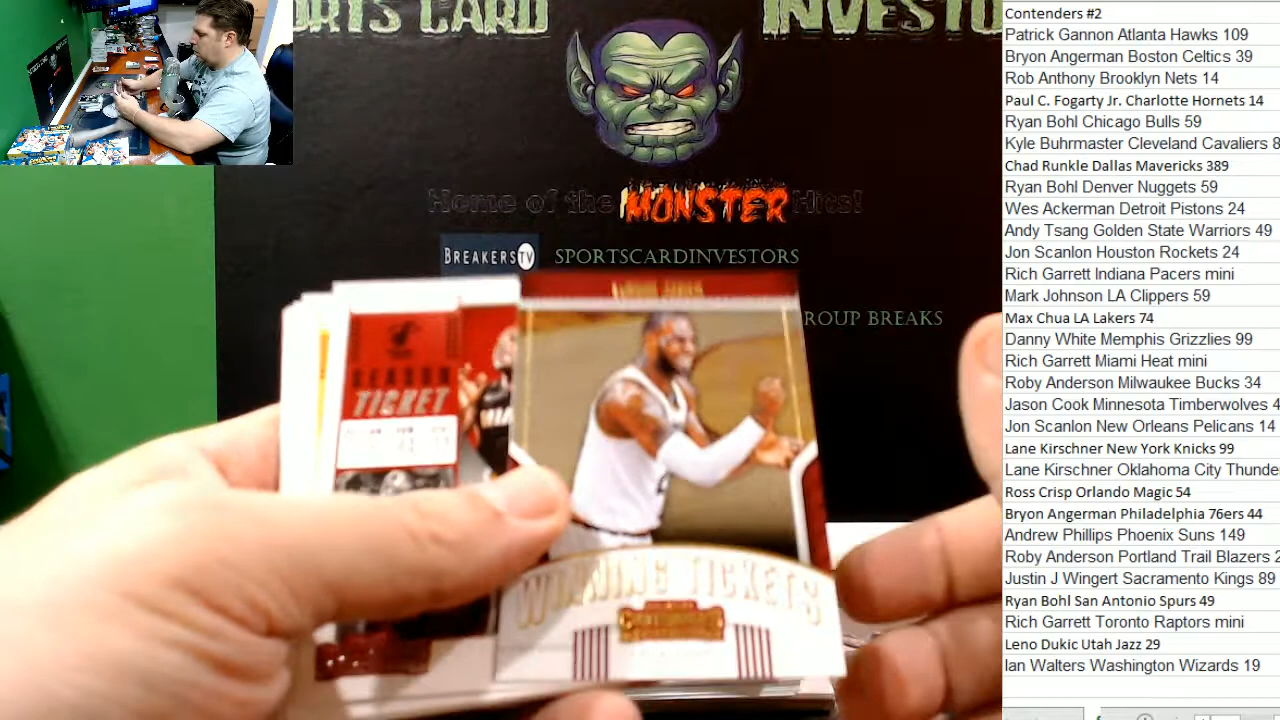 RTS CARD INVESTO
Home of the MONSTER Hits!
BREAKERS TV SPORTSCARDINVESTORS
ROUP BREAKS
SEASON
TICKET
WINNING TICKETS
Contenders #2
Patrick Gannon Atlanta Hawks 109
Bryon Angerman Boston Celtics 39
Rob Anthony Brooklyn Nets 14
Paul C. Fogarty Jr. Charlotte Hornets 14
Ryan Bohl Chicago Bulls 59
Kyle Buhrmaster Cleveland Cavaliers 8
Chad Runkle Dallas Mavericks 389
Ryan Bohl Denver Nuggets 59
Wes Ackerman Detroit Pistons 24
Andy Tsang Golden State Warriors 49
Jon Scanlon Houston Rockets 24
Rich Garrett Indiana Pacers mini
Mark Johnson LA Clippers 59
Max Chua LA Lakers 74
Danny White Memphis Grizzlies 99
Rich Garrett Miami Heat mini
Roby Anderson Milwaukee Bucks 34
Jason Cook Minnesota Timberwolves 4
Jon Scanlon New Orleans Pelicans 14
Lane Kirschner New York Knicks 99
Lane Kirschner Oklahoma City Thunde
Ross Crisp Orlando Magic 54
Bryon Angerman Philadelphia 76ers 44
Andrew Phillips Phoenix Suns 149
Roby Anderson Portland Trail Blazers 2
Justin J Wingert Sacramento Kings 89
Ryan Bohl San Antonio Spurs 49
Rich Garrett Toronto Raptors mini
Leno Dukic Utah Jazz 29
Ian Walters Washington Wizards 19